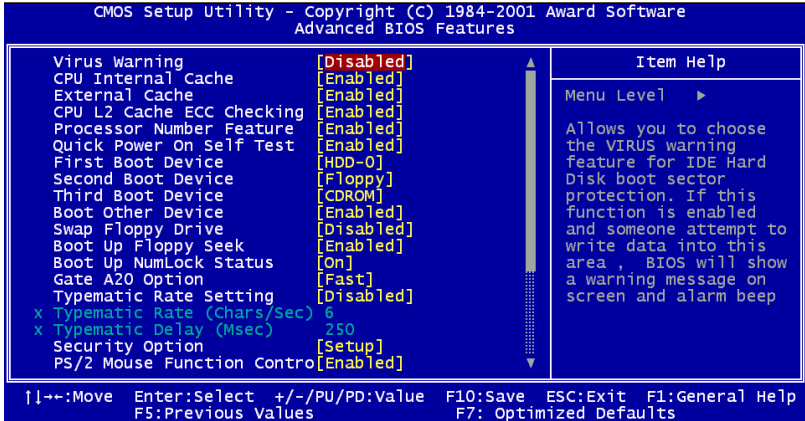 CMOS Setup Utility - Copyright (C) 1984-2001 Award Software
Advanced BIOS Features
Virus Warning [Disabled]
CPU Internal Cache [Enabled]
External Cache [Enabled]
CPU L2 Cache ECC Checking [Enabled]
Processor Number Feature [Enabled]
Quick Power On Self Test [Enabled]
First Boot Device [HDD-0]
Second Boot Device [Floppy]
Third Boot Device [CDROM]
Boot Other Device [Enabled]
Swap Floppy Drive [Disabled]
Boot Up Floppy Seek [Enabled]
Boot Up NumLock Status [On]
Gate A20 Option [Fast]
Typematic Rate Setting [Disabled]
x Typematic Rate (Chars/Sec) 6
x Typematic Delay (Msec) 250
Security Option [Setup]
PS/2 Mouse Function Contro[Enabled]
Item Help
Menu Level ▶
Allows you to choose
the VIRUS warning
feature for IDE Hard
Disk boot sector
protection. If this
function is enabled
and someone attempt to
write data into this
area , BIOS will show
a warning message on
screen and alarm beep
↑↓→←:Move Enter:Select +/-/PU/PD:Value F10:Save ESC:Exit F1:General Help
F5:Previous Values F7: Optimized Defaults